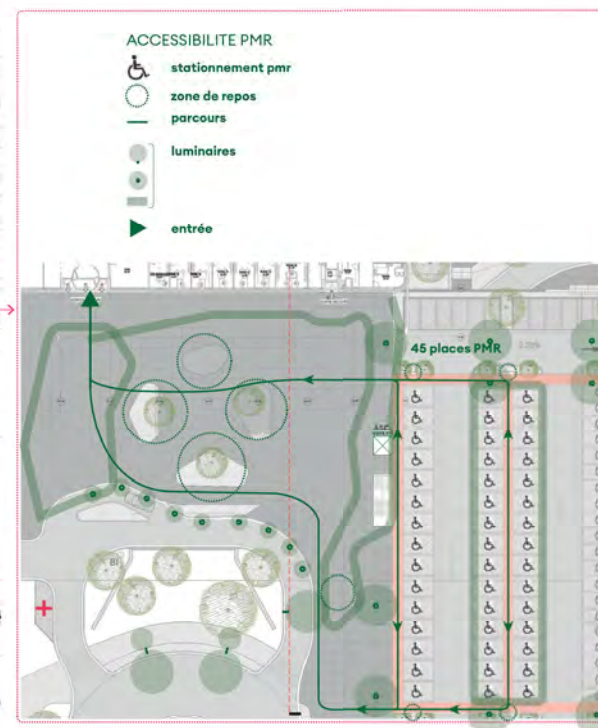 ACCESSIBILITE PMR
stationnement pmr
zone de repos
parcours
luminaires
entrée
45 places PMR